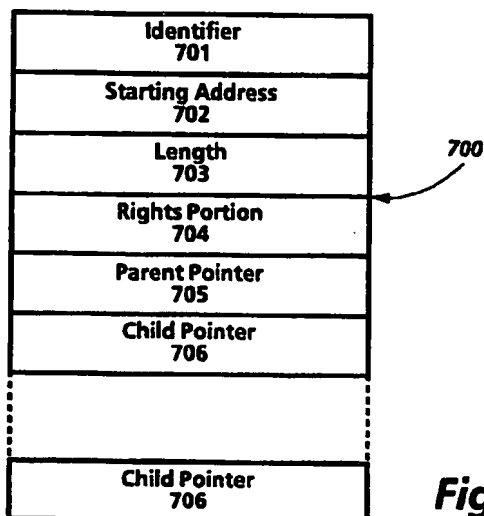 Identifier
701
Starting Address
702
Length
703
700
Rights Portion
704
Parent Pointer
705
Child Pointer
706
Child Pointer
706
Fig